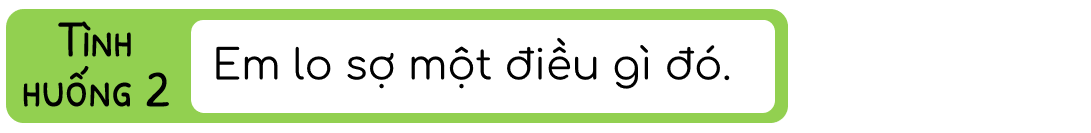 TÌNH
HUỐNG 2
Em lo sợ một điều gì đó.